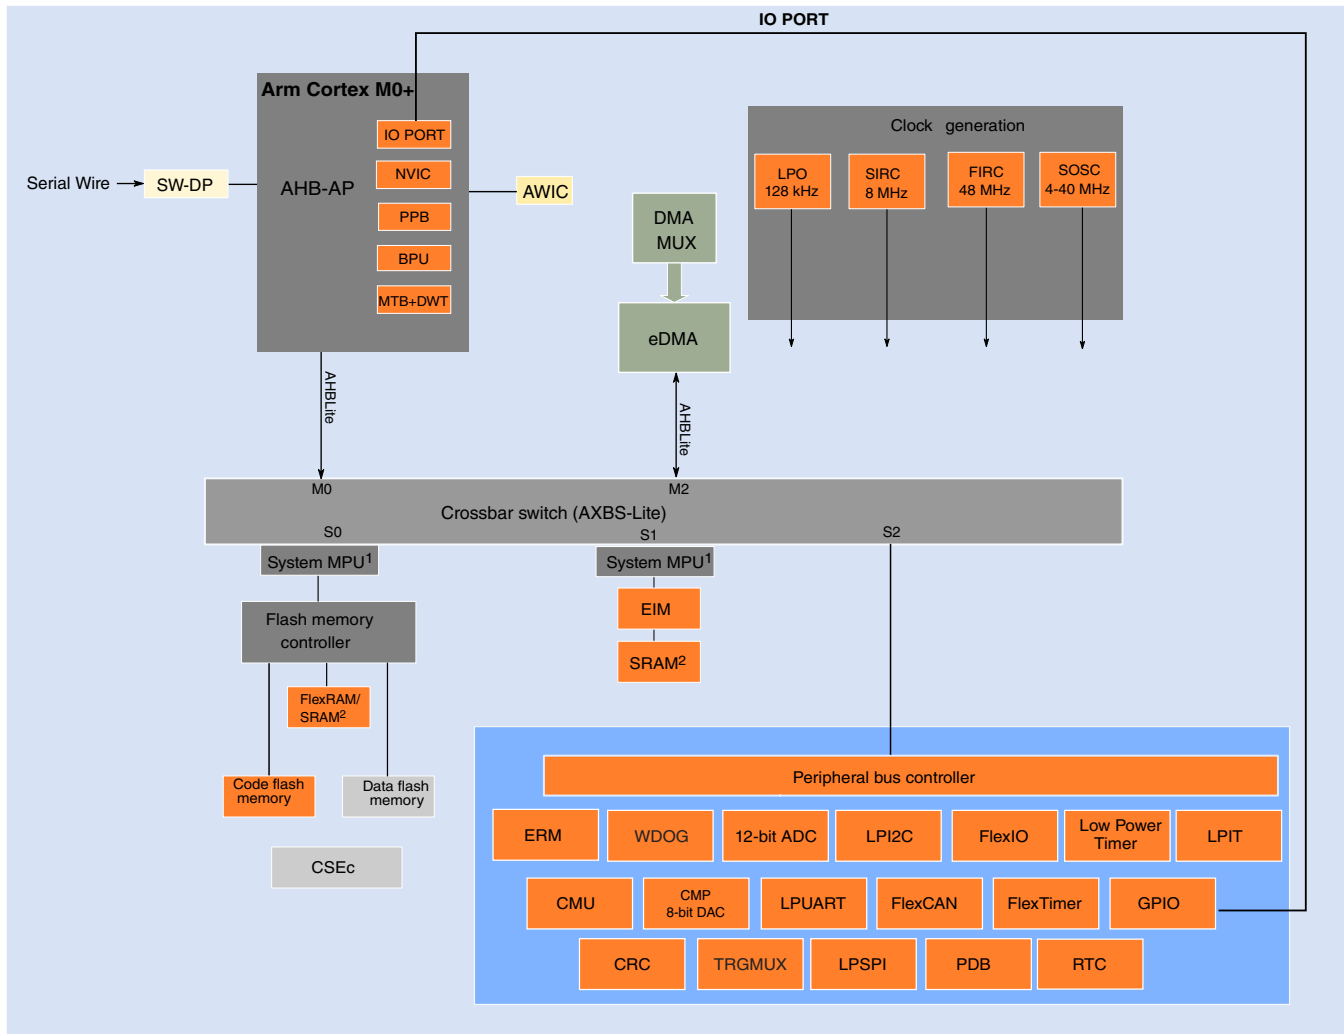 IO PORT
Arm Cortex M0+
IO PORT
NVIC
AHB-AP
PPB
BPU
MTB+DWT
Serial Wire
SW-DP
AWIC
DMA
MUX
eDMA
Clock generation
LPO
128 kHz
SIRC
8 MHz
FIRC
48 MHz
SOSC
4-40 MHz
AHBLite
AHBLite
M0
M2
Crossbar switch (AXBS-Lite)
S0
S1
S2
System MPU¹
System MPU¹
Flash memory
controller
EIM
SRAM²
FlexRAM/
SRAM²
Code flash
memory
Data flash
memory
CSEc
Peripheral bus controller
ERM
WDOG
12-bit ADC
LPI2C
FlexIO
Low Power
Timer
LPIT
CMU
CMP
8-bit DAC
LPUART
FlexCAN
FlexTimer
GPIO
CRC
TRGMUX
LPSPI
PDB
RTC